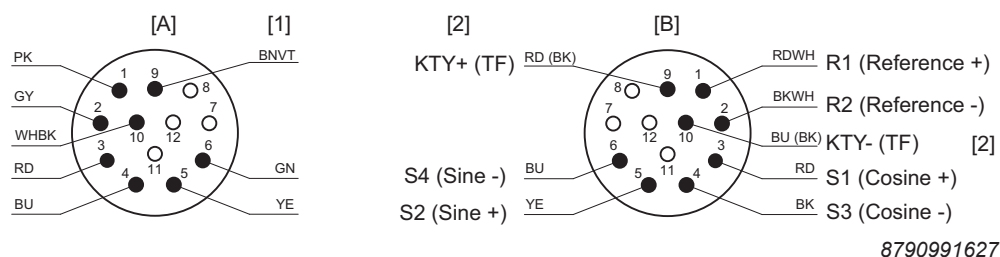 [A] [1] [2] [B]
PK 1 9 BNVT KTY+ (TF) RD (BK) 9 1 RDWH R1 (Reference +)
8 8
GY 2 7 7 2 BKWH R2 (Reference -)
WHBK 10 12 12 10 BU (BK) KTY- (TF) [2]
3 6 6 3
RD 11 GN S4 (Sine -) BU 11 RD S1 (Cosine +)
4 5 5 4
BU YE S2 (Sine +) YE BK S3 (Cosine -)
8790991627